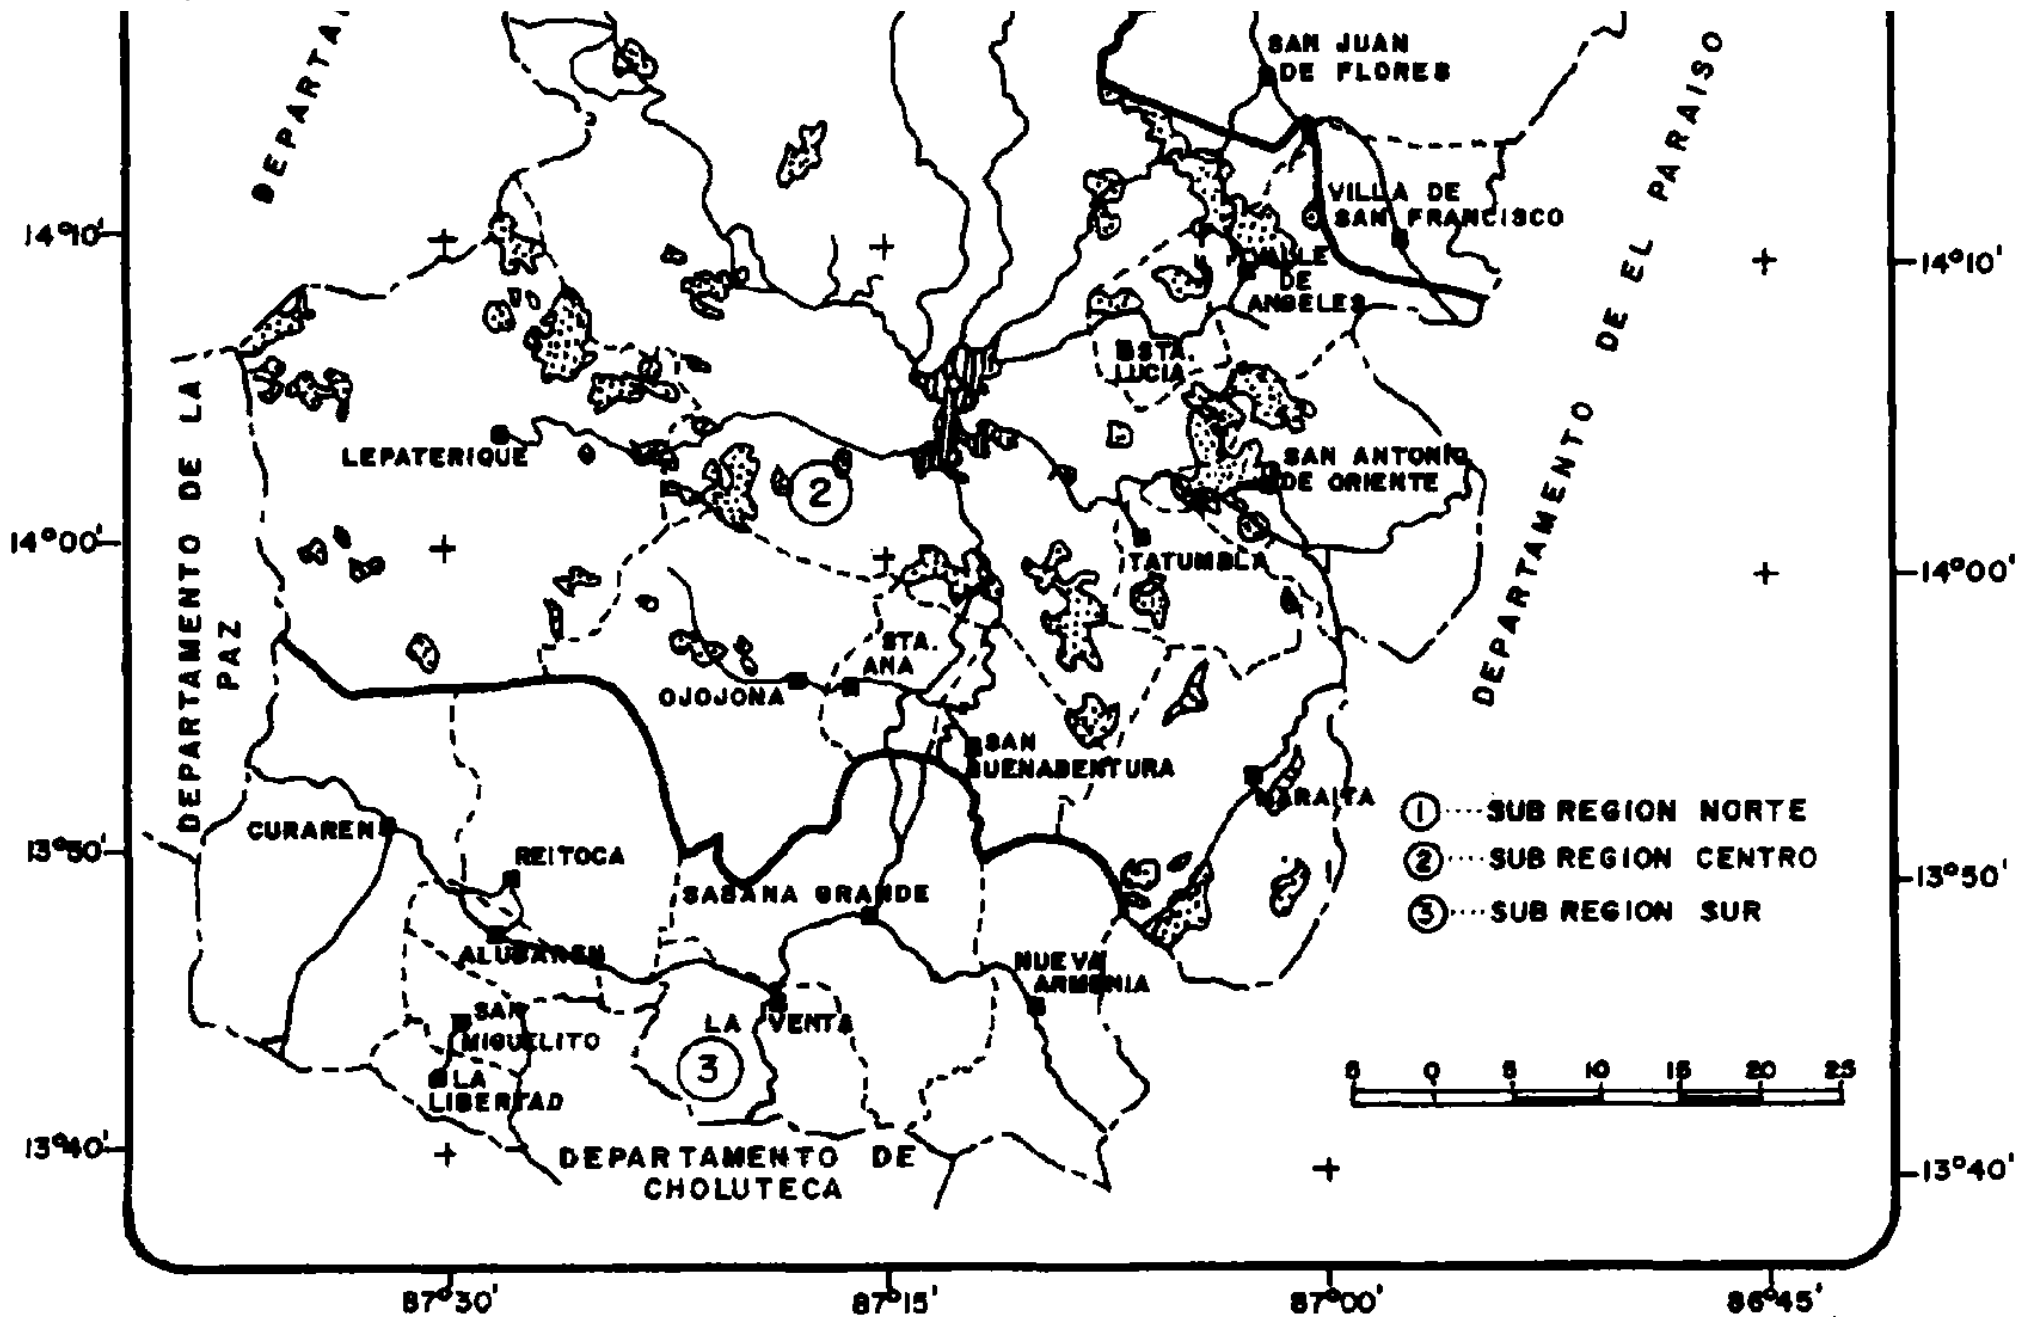 DEPARTA
SAN JUAN
DE FLORES
DEPARTAMENTO DE EL PARAISO
VILLA DE
SAN FRANCISCO
14°10'
14°10'
VALLE
DE
ANGELES
STA.
LUCIA
LEPATERIQUE
2
SAN ANTONIO
DE ORIENTE
14°00'
14°00'
TATUMBLA
DEPARTAMENTO DE LA
PAZ
STA.
ANA
OJOJONA
SAN
BUENABENTURA
MARAITA
1 ···· SUB REGION NORTE
2 ···· SUB REGION CENTRO
3 ···· SUB REGION SUR
CURAREN
13°50'
13°50'
REITOCA
SABANA GRANDE
ALUBAREN
NUEVA
ARMENIA
SAN
MIGUELITO
LA VENTA
3
LA
LIBERTAD
5 0 5 10 15 20 25
13°40'
13°40'
DEPARTAMENTO DE
CHOLUTECA
87°30' 87°15' 87°00' 86°45'